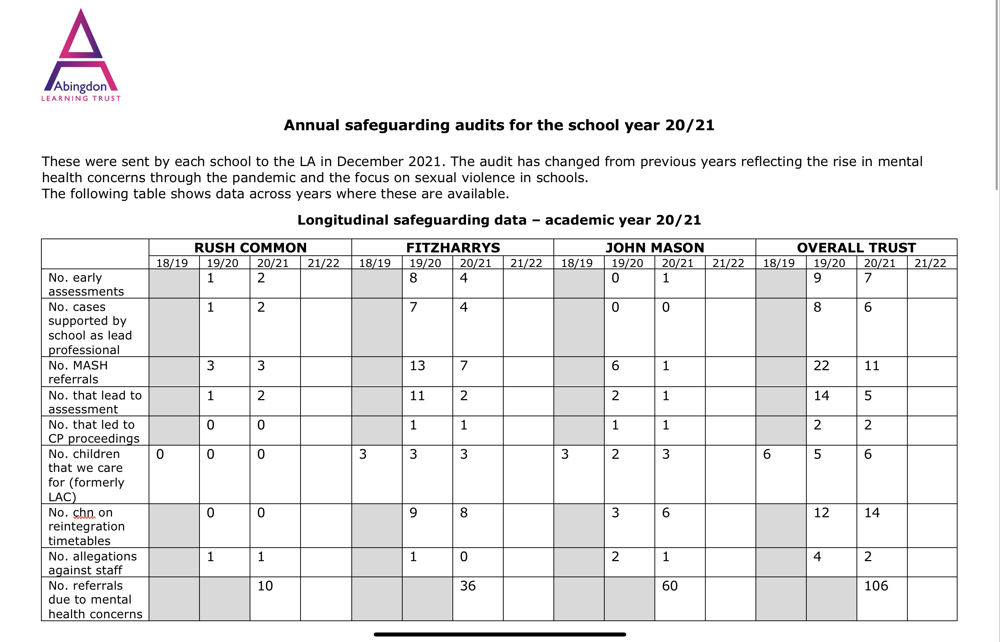 Abingdon
LEARNING TRUST
Annual safeguarding audits for the school year 20/21
These were sent by each school to the LA in December 2021. The audit has changed from previous years reflecting the rise in mental
health concerns through the pandemic and the focus on sexual violence in schools.
The following table shows data across years where these are available.
Longitudinal safeguarding data – academic year 20/21
RUSH COMMON FITZHARRYS JOHN MASON OVERALL TRUST
18/19 19/20 20/21 21/22 18/19 19/20 20/21 21/22 18/19 19/20 20/21 21/22 18/19 19/20 20/21 21/22
No. early 1 2 8 4 0 1 9 7
assessments
No. cases 1 2 7 4 0 0 8 6
supported by
school as lead
professional
No. MASH 3 3 13 7 6 1 22 11
referrals
No. that lead to 1 2 11 2 2 1 14 5
assessment
No. that led to 0 0 1 1 1 1 2 2
CP proceedings
No. children 0 0 0 3 3 3 3 2 3 6 5 6
that we care
for (formerly
LAC)
No. chn on 0 0 9 8 3 6 12 14
reintegration
timetables
No. allegations 1 1 1 0 2 1 4 2
against staff
No. referrals 10 36 60 106
due to mental
health concerns